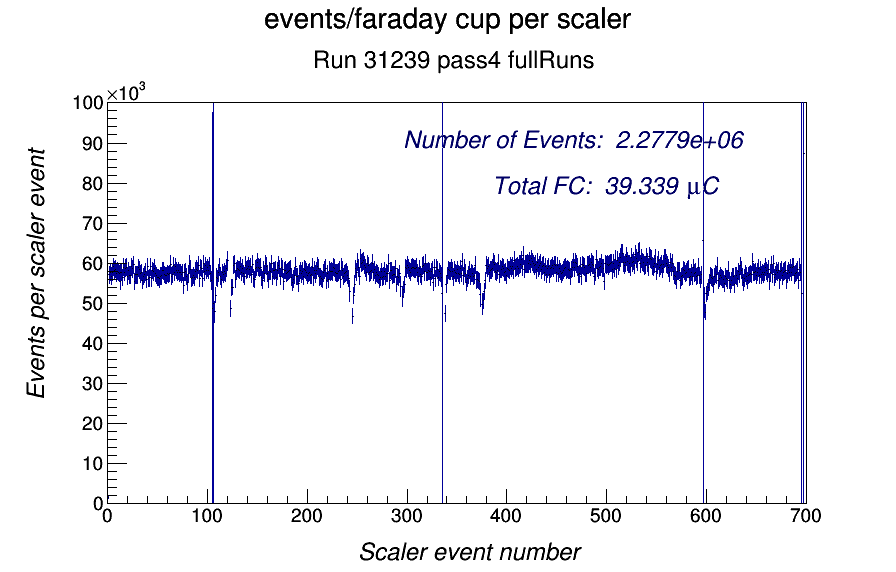 events/faraday cup per scaler
Run 31239 pass4 fullRuns
×10³
100
90
80
70
60
50
40
30
20
10
0
Events per scaler event
Number of Events: 2.2779e+06
Total FC: 39.339 μC
0 100 200 300 400 500 600 700
Scaler event number